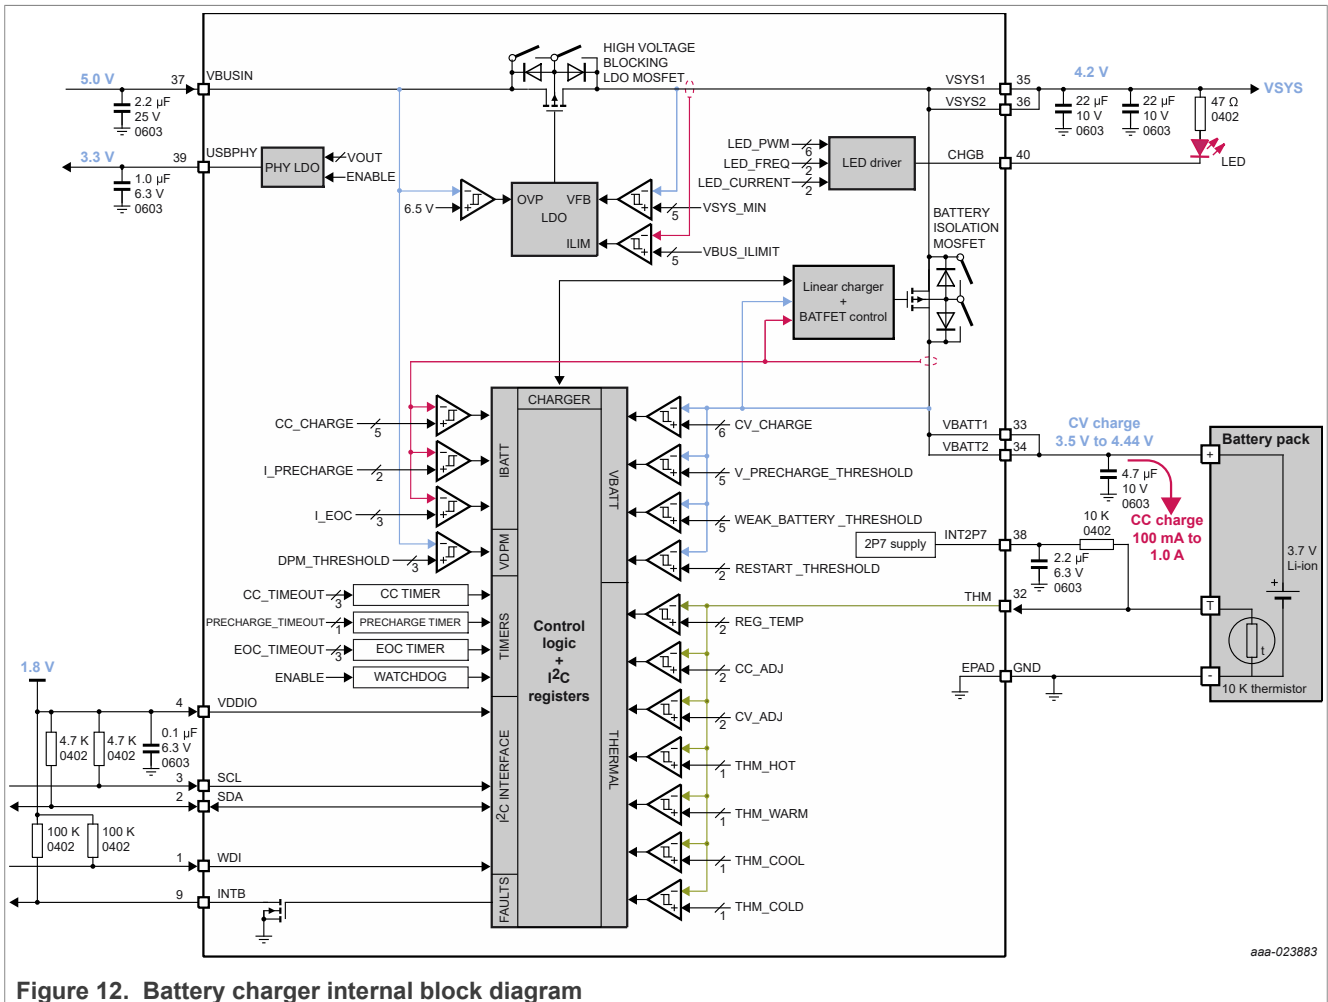 HIGH VOLTAGE
BLOCKING
LDO MOSFET
5.0 V
37
VBUSIN
2.2 µF
25 V
0603
3.3 V
39
USBPHY
1.0 µF
6.3 V
0603
PHY LDO
VOUT
ENABLE
6.5 V
OVP
VFB
LDO
ILIM
5
VSYS_MIN
5
VBUS_ILIMIT
LED_PWM
6
LED_FREQ
2
LED_CURRENT
2
LED driver
VSYS1
35
VSYS2
36
CHGB
40
4.2 V
VSYS
22 µF
10 V
0603
22 µF
10 V
0603
47 Ω
0402
LED
BATTERY
ISOLATION
MOSFET
Linear charger
+
BATFET control
CHARGER
IBATT
VDPM
TIMERS
I²C INTERFACE
FAULTS
VBATT
THERMAL
Control
logic
+
I²C
registers
CC_CHARGE
5
I_PRECHARGE
2
I_EOC
3
DPM_THRESHOLD
3
CC_TIMEOUT
3
CC TIMER
PRECHARGE_TIMEOUT
1
PRECHARGE TIMER
EOC_TIMEOUT
3
EOC TIMER
ENABLE
WATCHDOG
6
CV_CHARGE
5
V_PRECHARGE_THRESHOLD
5
WEAK_BATTERY _THRESHOLD
2
RESTART _THRESHOLD
2
REG_TEMP
2
CC_ADJ
2
CV_ADJ
1
THM_HOT
1
THM_WARM
1
THM_COOL
1
THM_COLD
VBATT1
33
VBATT2
34
CV charge
3.5 V to 4.44 V
4.7 µF
10 V
0603
CC charge
100 mA to
1.0 A
2P7 supply
INT2P7
38
10 K
0402
2.2 µF
6.3 V
0603
THM
32
EPAD
GND
Battery pack
+
3.7 V
Li-ion
+
T
t
-
10 K thermistor
1.8 V
4
VDDIO
4.7 K
0402
4.7 K
0402
0.1 µF
6.3 V
0603
3
SCL
2
SDA
100 K
0402
100 K
0402
1
WDI
9
INTB
aaa-023883
Figure 12. Battery charger internal block diagram